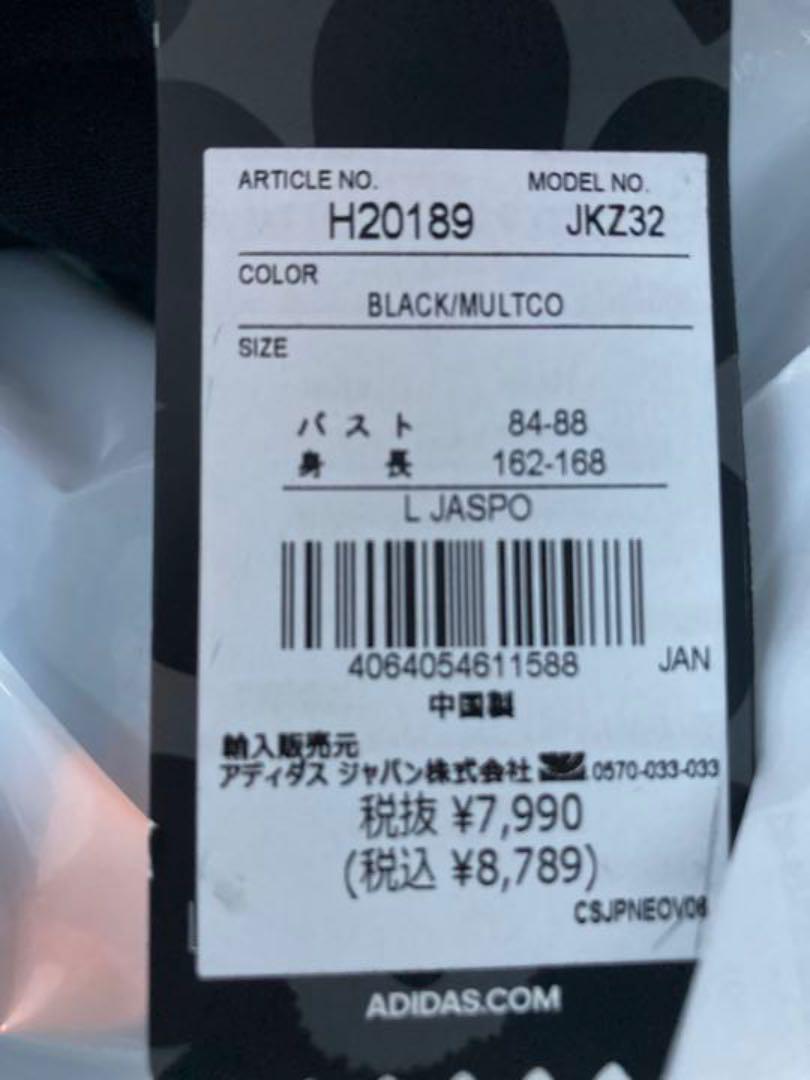 ARTICLE NO. MODEL NO.
H20189 JKZ32
COLOR
BLACK/MULTCO
SIZE
バスト 84-88
身長 162-168
L JASPO
4064054611588 JAN
中国製
輸入販売元
アディダス ジャパン株式会社 0570-033-033
税抜 ¥7,990
(税込 ¥8,789)
CSJPNEOV06
ADIDAS.COM